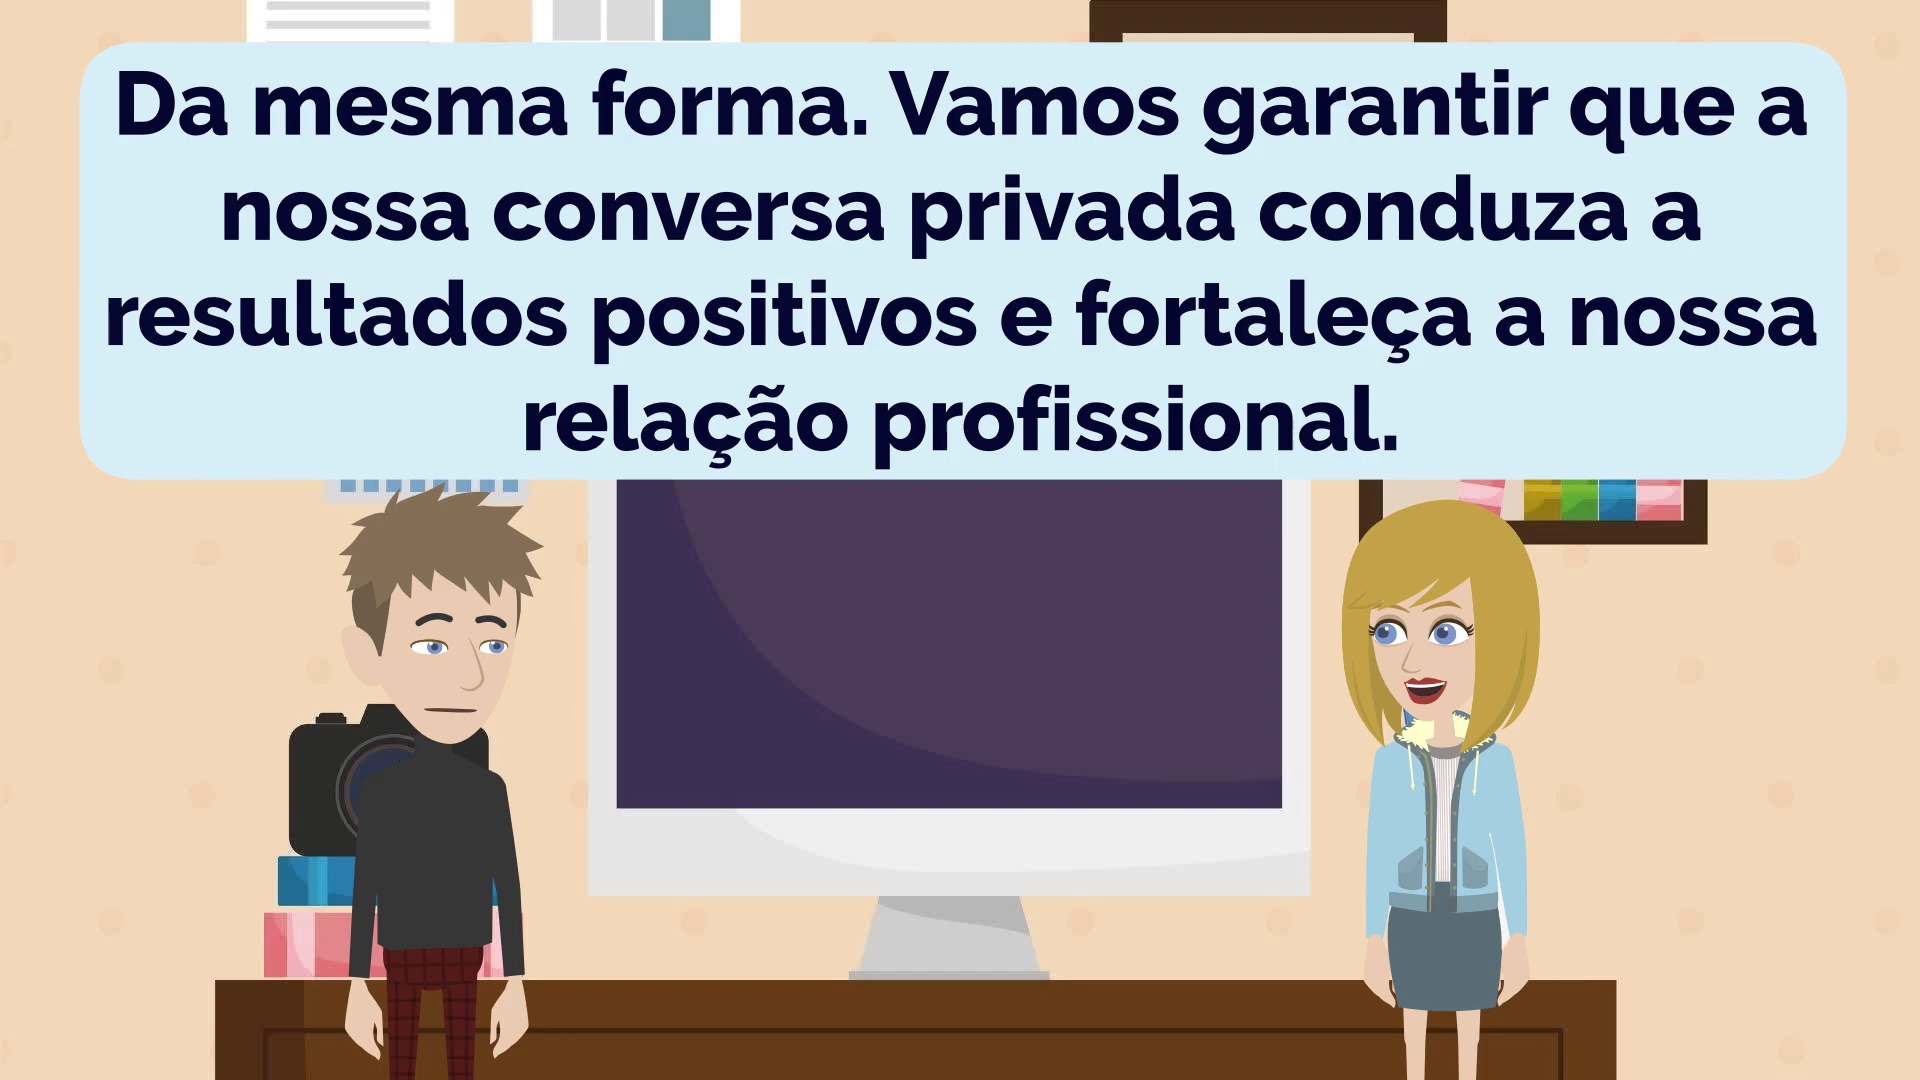 Da mesma forma. Vamos garantir que a
nossa conversa privada conduza a
resultados positivos e fortaleça a nossa
relação profissional.